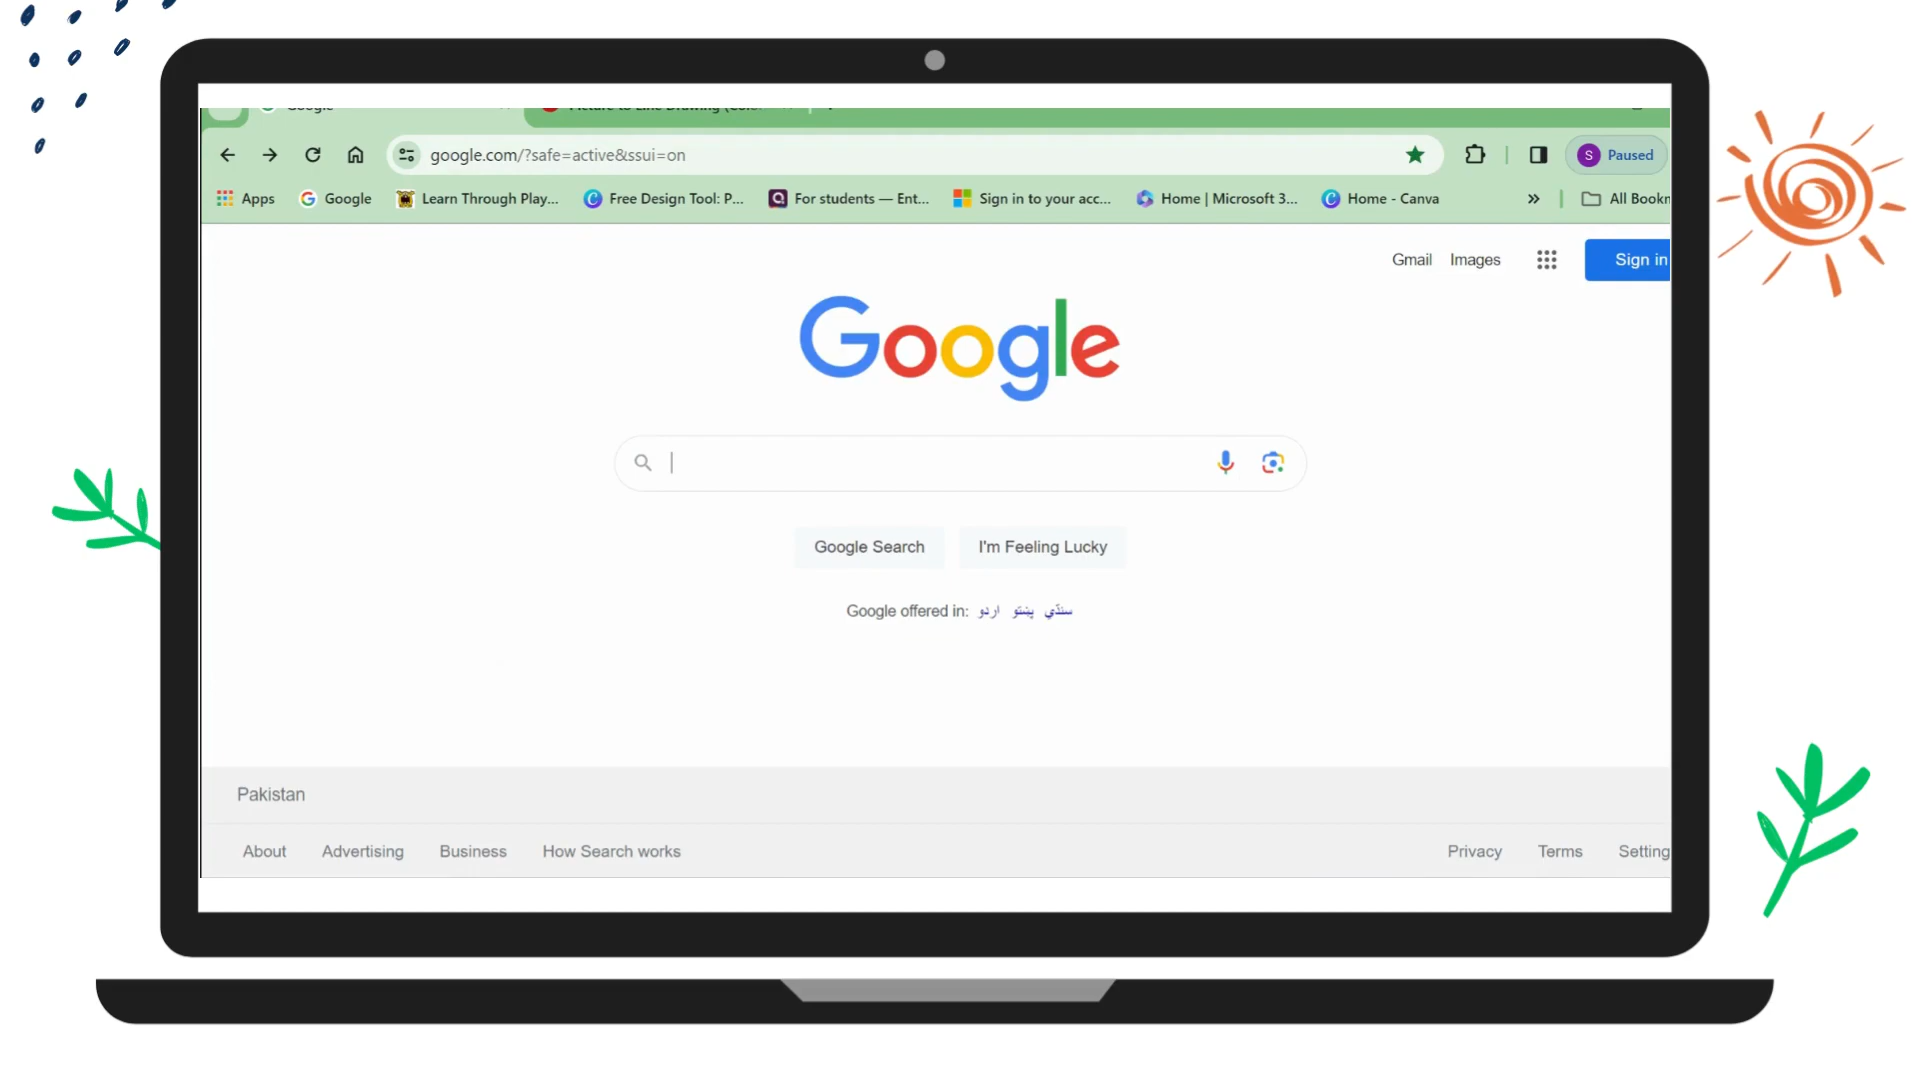 Google
google.com/?safe=active&ssui=on
S Paused
Apps Google Learn Through Play... Free Design Tool: P... For students — Ent... Sign in to your acc... Home | Microsoft 3... Home - Canva » All Bookn
Gmail Images Sign in
Google
Google Search I'm Feeling Lucky
Google offered in: اردو پښتو سنڌي
Pakistan
About Advertising Business How Search works Privacy Terms Setting